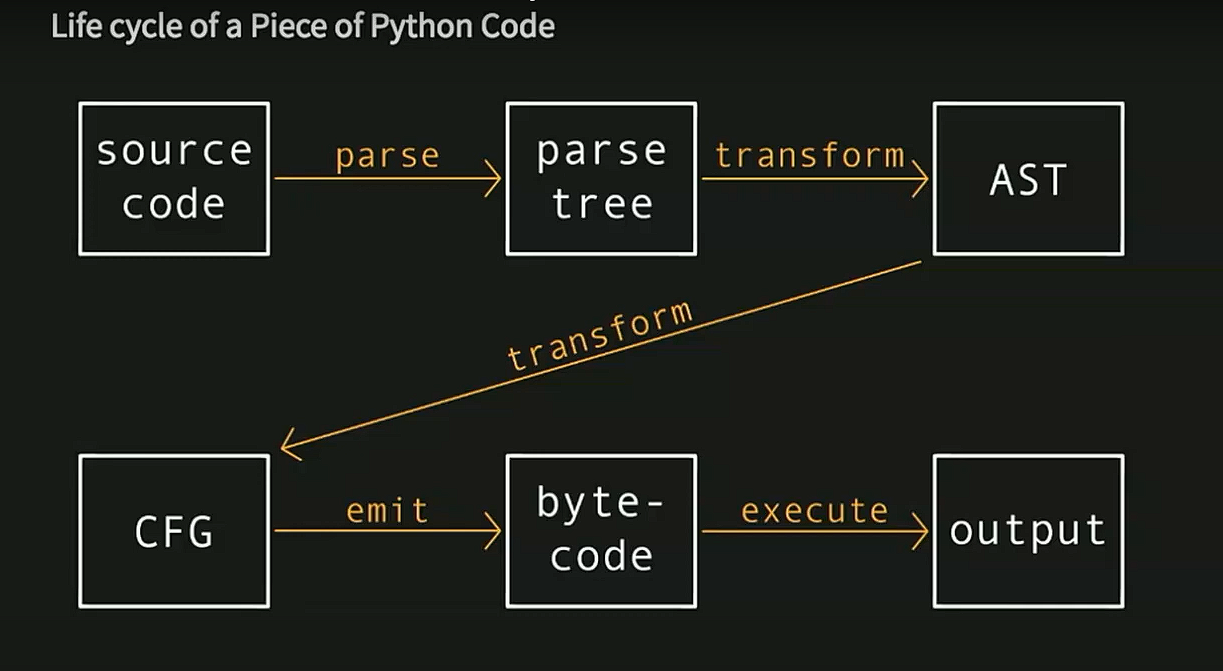 Life cycle of a Piece of Python Code
source
code
parse
parse
tree
transform
AST
transform
CFG
emit
byte-
code
execute
output